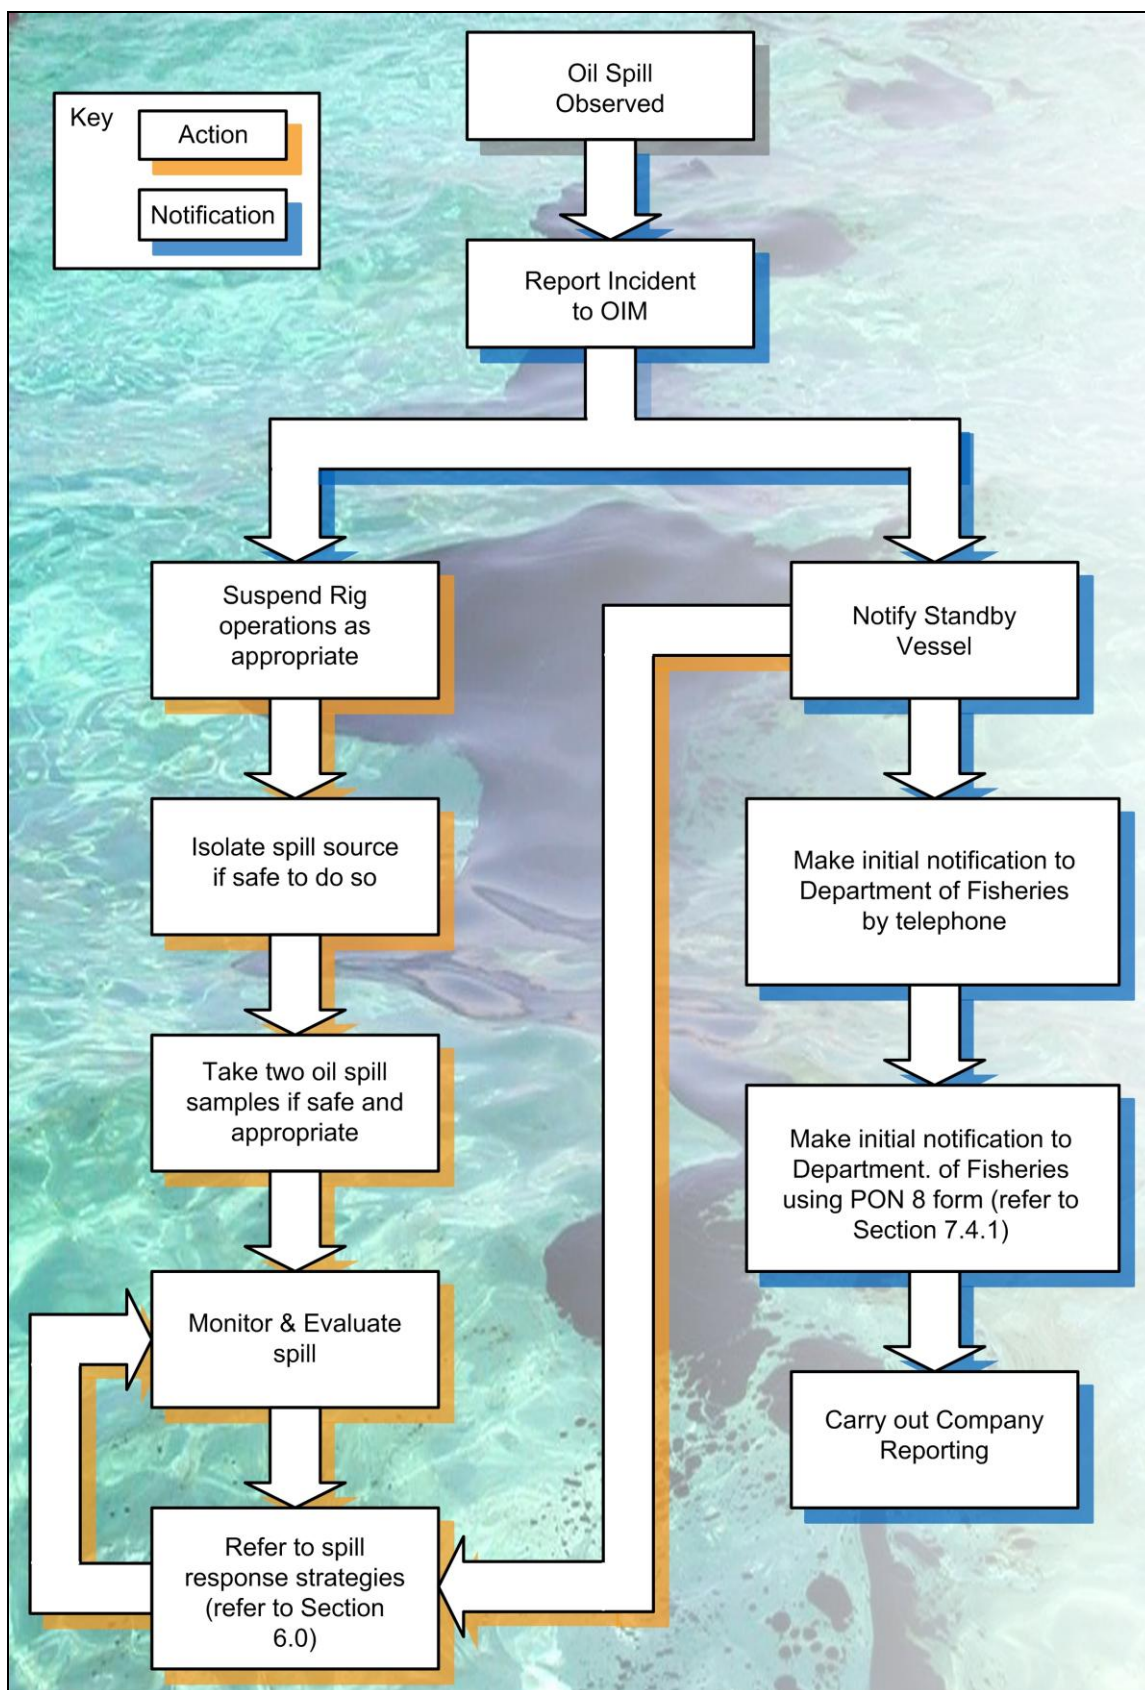 Oil Spill
Observed
Key
Action
Notification
Report Incident
to OIM
Suspend Rig
operations as
appropriate
Notify Standby
Vessel
Isolate spill source
if safe to do so
Make initial notification to
Department of Fisheries
by telephone
Take two oil spill
samples if safe and
appropriate
Make initial notification to
Department. of Fisheries
using PON 8 form (refer to
Section 7.4.1)
Monitor & Evaluate
spill
Carry out Company
Reporting
Refer to spill
response strategies
(refer to Section
6.0)